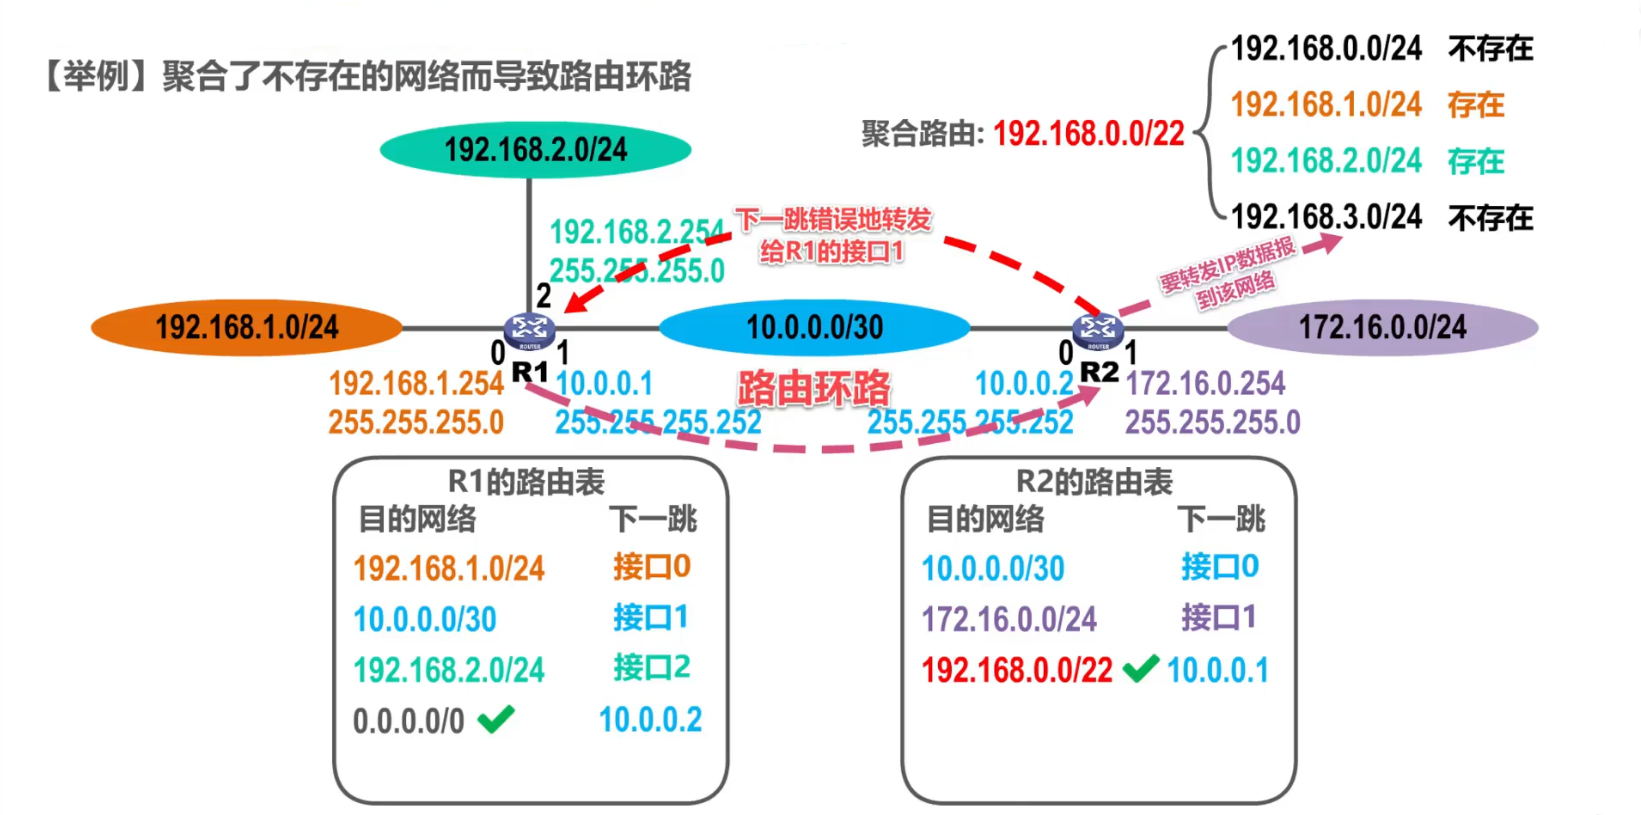 【举例】聚合了不存在的网络而导致路由环路
聚合路由: 192.168.0.0/22
192.168.0.0/24 不存在
192.168.1.0/24 存在
192.168.2.0/24 存在
192.168.3.0/24 不存在
192.168.2.0/24
192.168.2.254
255.255.255.0
下一跳错误地转发
给R1的接口1
要转发IP数据报
到该网络
2
192.168.1.0/24
ROUTER
10.0.0.0/30
ROUTER
172.16.0.0/24
0
1
R1
0
1
R2
192.168.1.254
255.255.255.0
10.0.0.1
255.255.255.252
路由环路
10.0.0.2
255.255.255.252
172.16.0.254
255.255.255.0
R1的路由表
目的网络 下一跳
192.168.1.0/24 接口0
10.0.0.0/30 接口1
192.168.2.0/24 接口2
0.0.0.0/0 10.0.0.2
R2的路由表
目的网络 下一跳
10.0.0.0/30 接口0
172.16.0.0/24 接口1
192.168.0.0/22 10.0.0.1